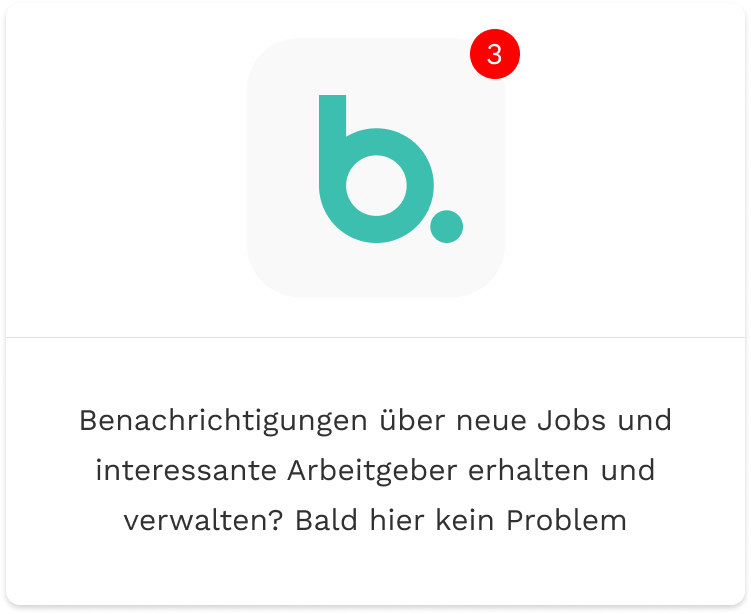 3
b.
Benachrichtigungen über neue Jobs und
interessante Arbeitgeber erhalten und
verwalten? Bald hier kein Problem